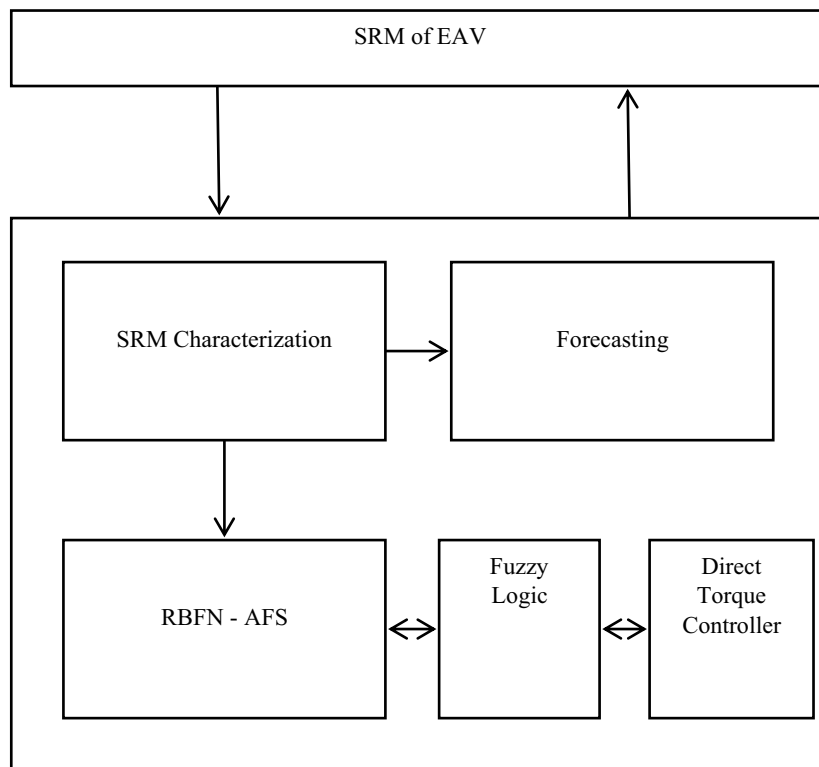 SRM of EAV
SRM Characterization
Forecasting
RBFN - AFS
Fuzzy
Logic
Direct
Torque
Controller